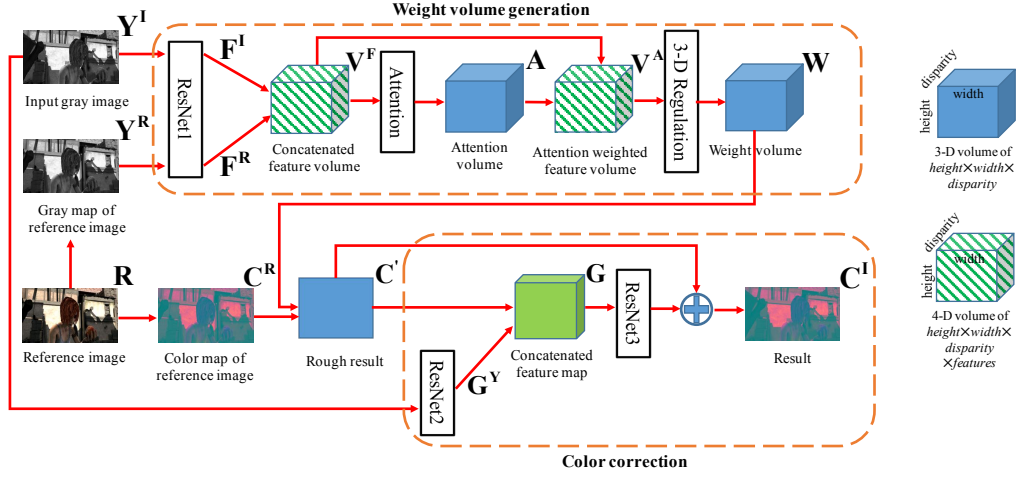 Weight volume generation
Y^I
Input gray image
Y^R
Gray map of
reference image
R
Reference image
ResNet1
F^I
F^R
V^F
Concatenated
feature volume
Attention
A
Attention
volume
V^A
Attention weighted
feature volume
3-D Regulation
W
Weight volume
C^R
Color map of
reference image
C'
Rough result
ResNet2
G^Y
G
Concatenated
feature map
ResNet3
C^I
Result
Color correction
disparity
width
height
3-D volume of
height×width×
disparity
disparity
width
height
4-D volume of
height×width×
disparity
×features